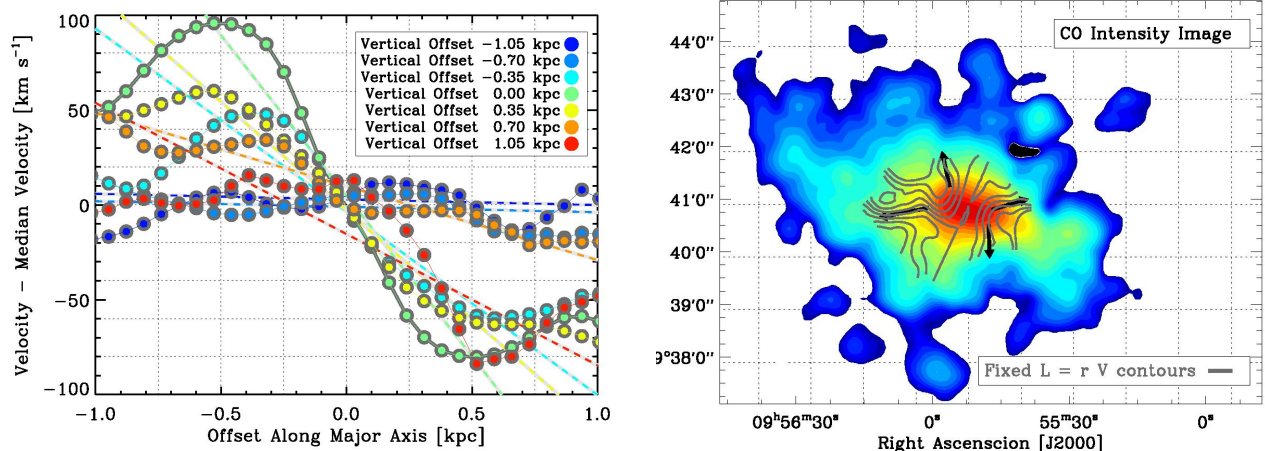 100
50
0
-50
-100
Velocity - Median Velocity [km s⁻¹]
Vertical Offset -1.05 kpc
Vertical Offset -0.70 kpc
Vertical Offset -0.35 kpc
Vertical Offset 0.00 kpc
Vertical Offset 0.35 kpc
Vertical Offset 0.70 kpc
Vertical Offset 1.05 kpc
-1.0 -0.5 0.0 0.5 1.0
Offset Along Major Axis [kpc]
CO Intensity Image
44'0"
43'0"
42'0"
41'0"
40'0"
39'0"
9°38'0"
Fixed L = r V contours
09ʰ56ᵐ30ˢ 0ˢ 55ᵐ30ˢ 0ˢ
Right Ascenscion [J2000]